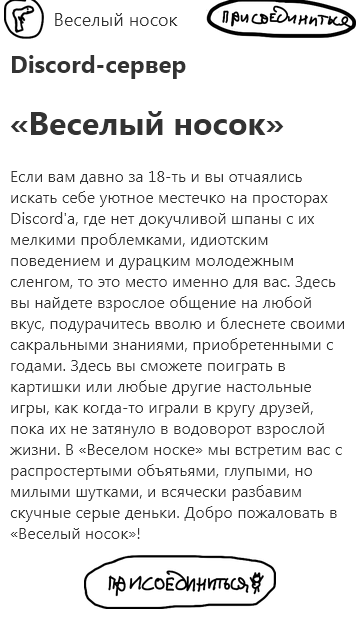 Веселый носок
ПРИСОЕДИНИТЬСЯ
Discord-сервер
«Веселый носок»
Если вам давно за 18-ть и вы отчаялись
искать себе уютное местечко на просторах
Discord'a, где нет докучливой шпаны с их
мелкими проблемками, идиотским
поведением и дурацким молодежным
сленгом, то это место именно для вас. Здесь
вы найдете взрослое общение на любой
вкус, подурачитесь вволю и блеснете своими
сакральными знаниями, приобретенными с
годами. Здесь вы сможете поиграть в
картишки или любые другие настольные
игры, как когда-то играли в кругу друзей,
пока их не затянуло в водоворот взрослой
жизни. В «Веселом носке» мы встретим вас с
распростертыми объятьями, глупыми, но
милыми шутками, и всячески разбавим
скучные серые деньки. Добро пожаловать в
«Веселый носок»!
ПРИСОЕДИНИТЬСЯ